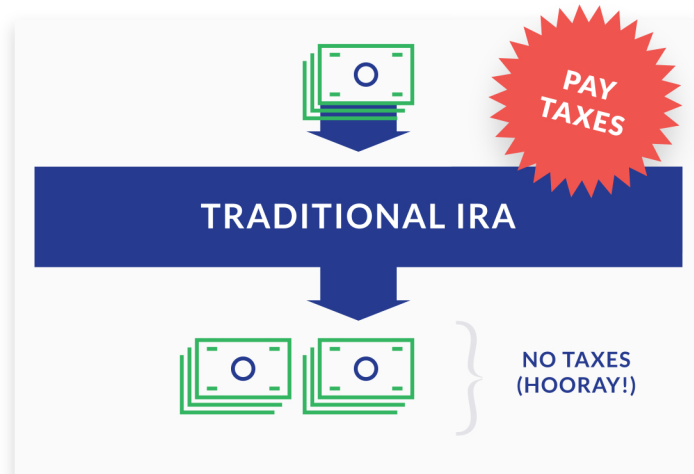 PAY
TAXES
TRADITIONAL IRA
NO TAXES
(HOORAY!)